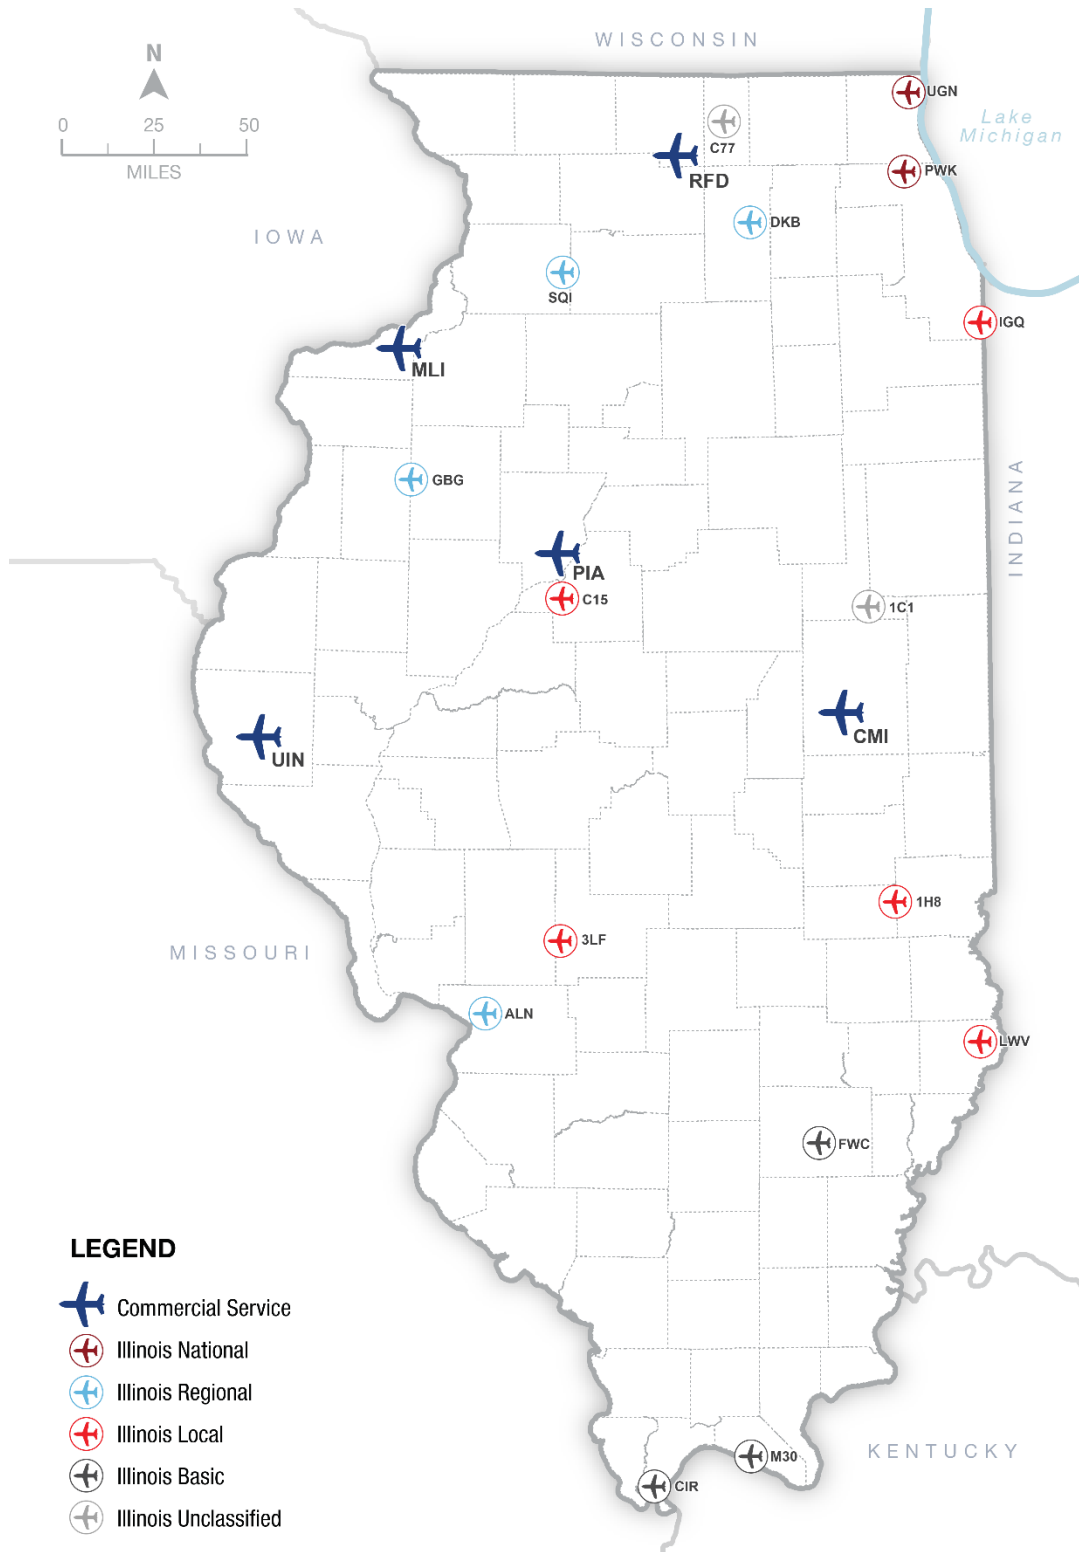 WISCONSIN
N
UGN
Lake
Michigan
0 25 50
MILES
C77
RFD
PWK
DKB
IOWA
SQI
IGQ
MLI
GBG
INDIANA
PIA
C15
1C1
CMI
UIN
1H8
3LF
MISSOURI
ALN
LWV
FWC
LEGEND
Commercial Service
Illinois National
Illinois Regional
Illinois Local
Illinois Basic
Illinois Unclassified
KENTUCKY
M30
CIR